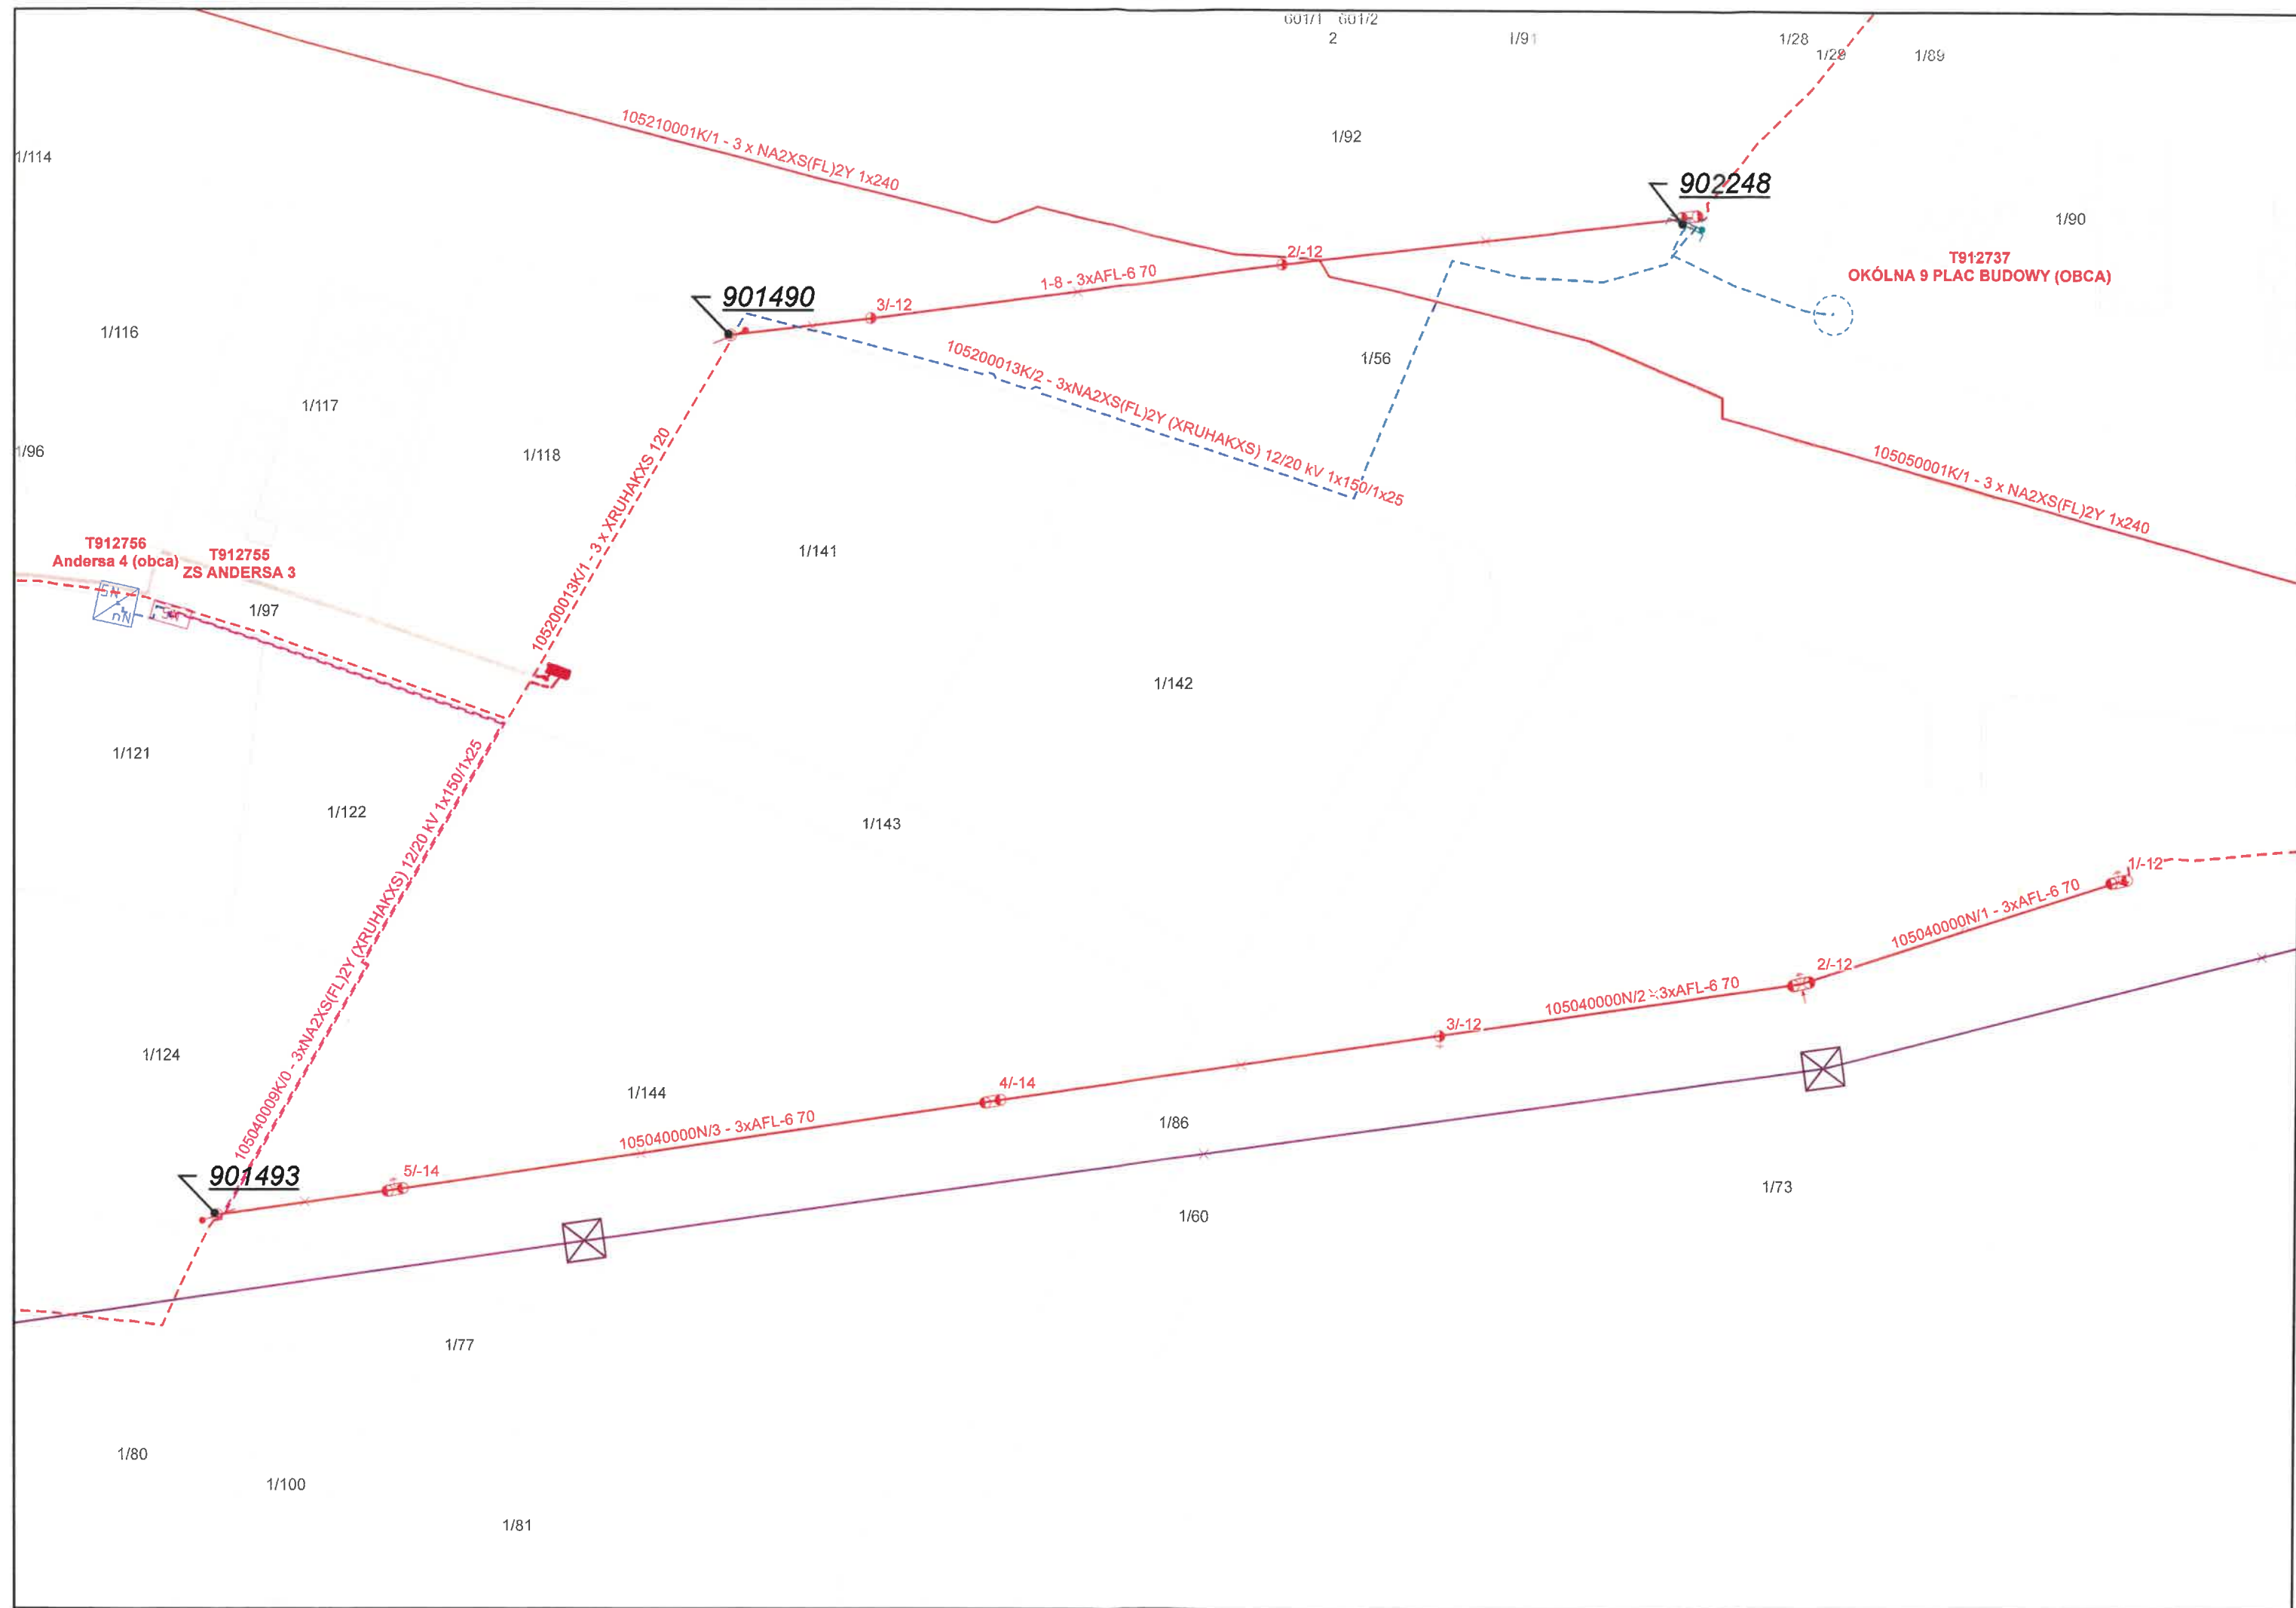 601/1 601/2
2
1/91
1/28
1/29
1/89
105210001K/1 - 3 x NA2XS(FL)2Y 1x240
1/92
1/114
902248
1/90
T912737
OKÓLNA 9 PLAC BUDOWY (OBCA)
2/-12
1-8 - 3xAFL-6 70
901490
3/-12
1/116
105200013K/2 - 3xNA2XS(FL)2Y (XRUHAKXS) 12/20 kV 1x150/1x25
1/56
1/117
1/96
1/118
105200013K/1 - 3 x XRUHAKXS 120
105050001K/1 - 3 x NA2XS(FL)2Y 1x240
T912756
Andersa 4 (obca)
T912755
ZS ANDERSA 3
1/141
SN
nN
SN
1/97
1/142
1/121
1/122
1/143
105040009K/0 - 3xNA2XS(FL)2Y (XRUHAKXS) 12/20 kV 1x150/1x25
1/-12
105040000N/1 - 3xAFL-6 70
2/-12
105040000N/2 - 3xAFL-6 70
3/-12
1/124
1/144
4/-14
105040000N/3 - 3xAFL-6 70
1/86
901493
5/-14
1/73
1/60
1/77
1/80
1/100
1/81